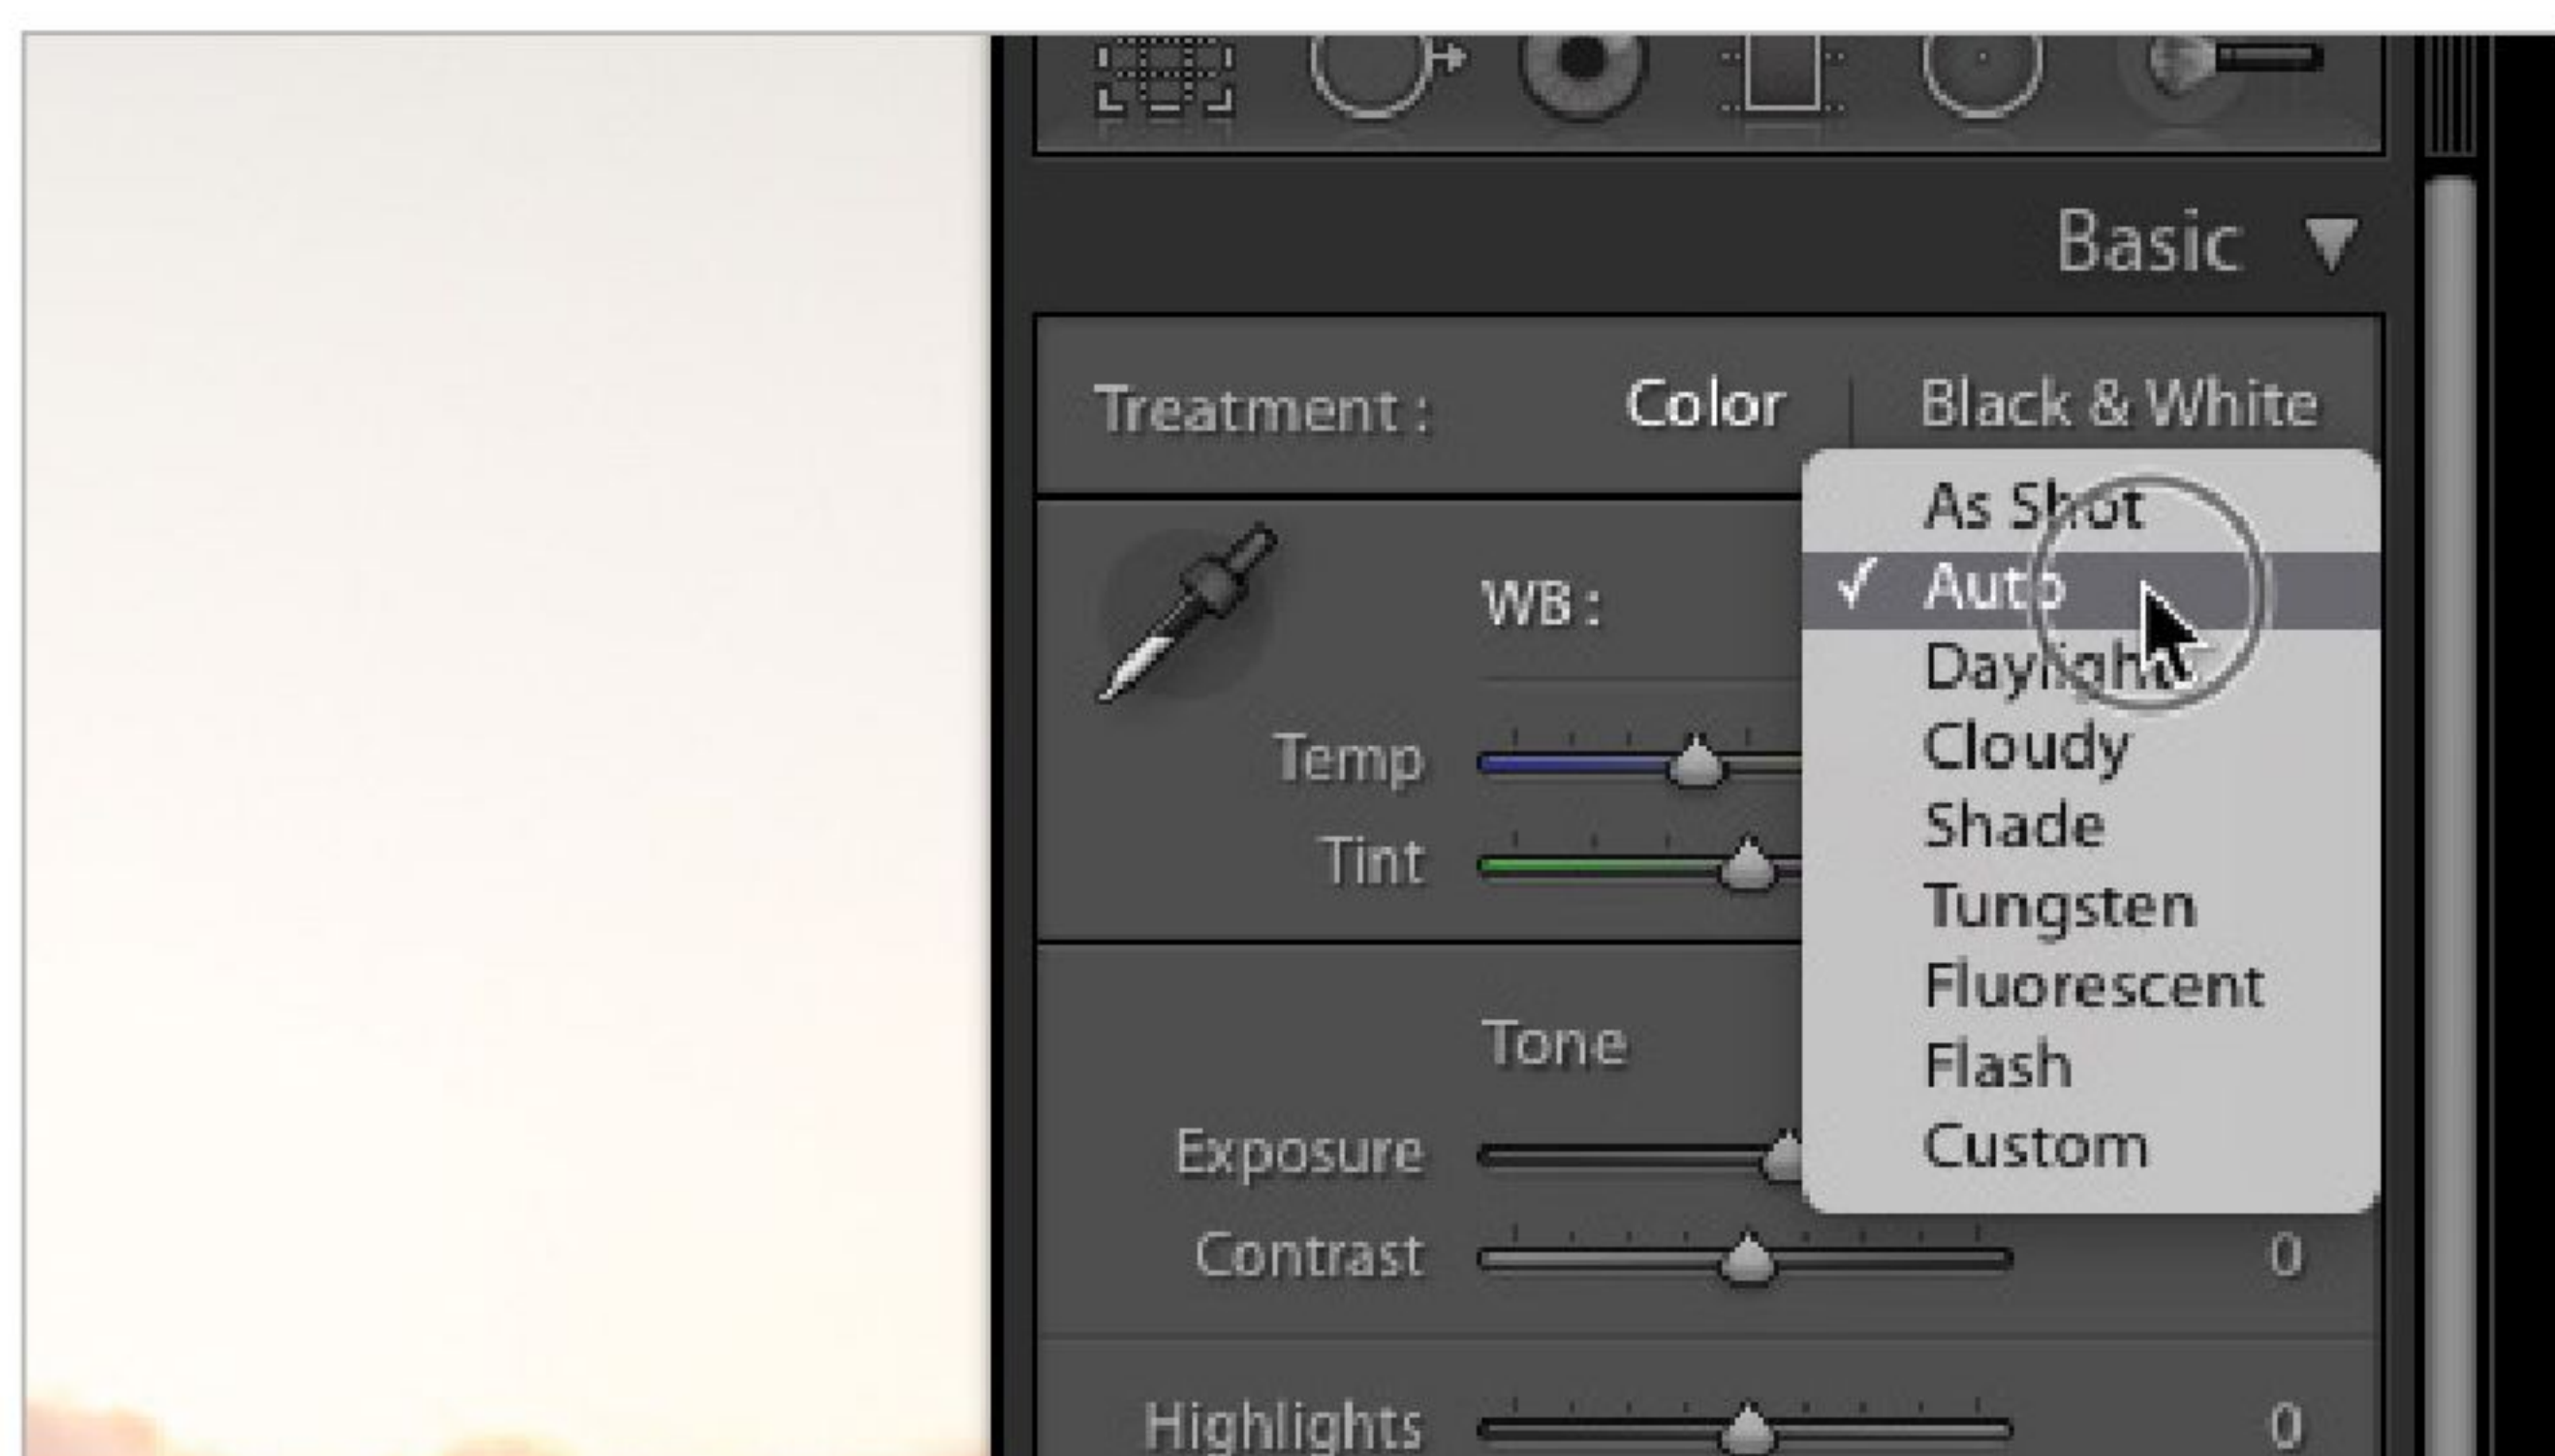 Basic
Treatment : Color Black & White
As Shot
WB : ✓ Auto
Daylight
Temp Cloudy
Shade
Tint
Tungsten
Fluorescent
Tone
Flash
Exposure Custom
Contrast 0
Highlights 0